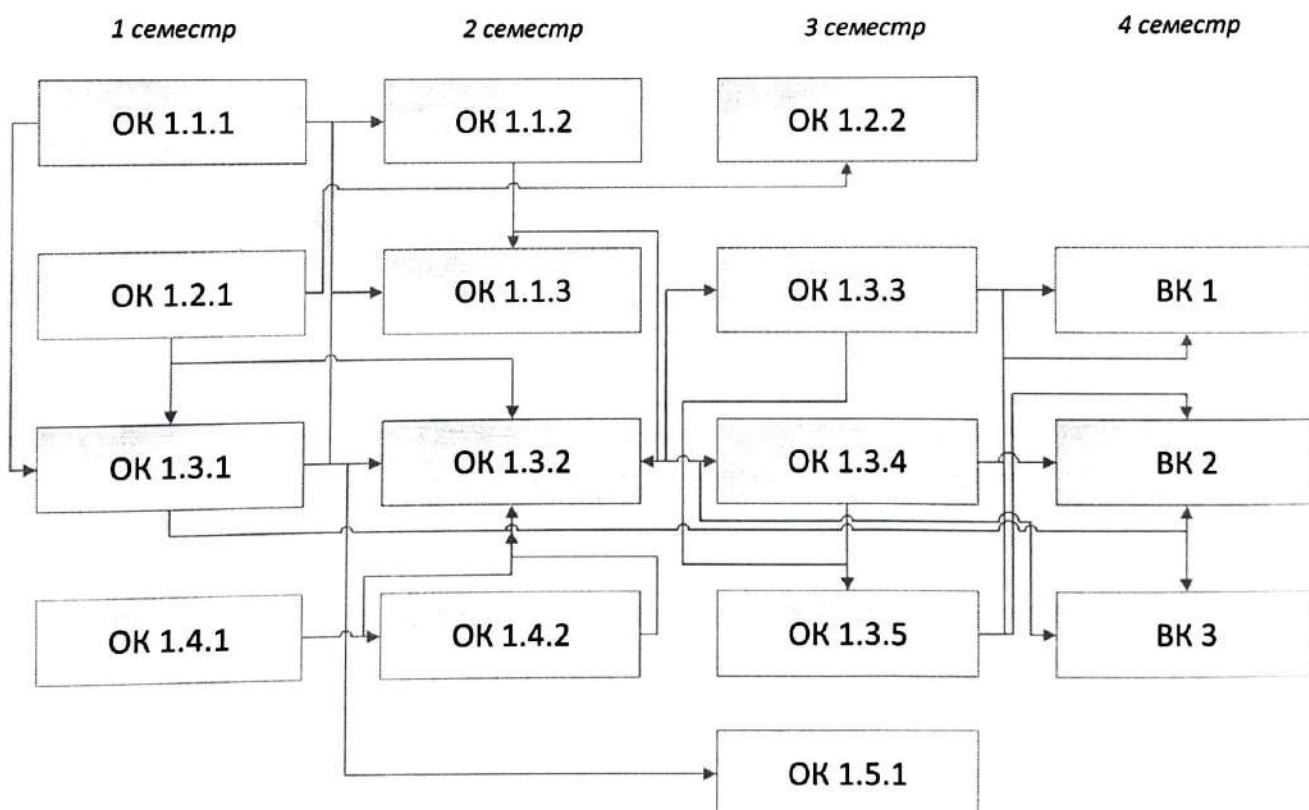 1 семестр 2 семестр 3 семестр 4 семестр
ОК 1.1.1 ОК 1.1.2 ОК 1.2.2
ОК 1.2.1 ОК 1.1.3 ОК 1.3.3 ВК 1
ОК 1.3.1 ОК 1.3.2 ОК 1.3.4 ВК 2
ОК 1.4.1 ОК 1.4.2 ОК 1.3.5 ВК 3
ОК 1.5.1